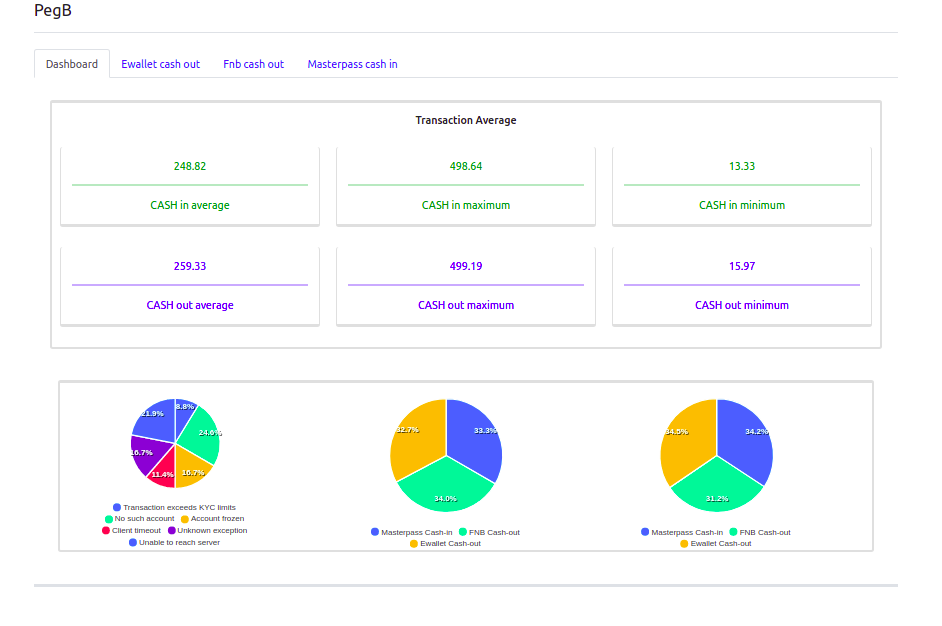 PegB
Dashboard Ewallet cash out Fnb cash out Masterpass cash in
Transaction Average
248.82 498.64 13.33
CASH in average CASH in maximum CASH in minimum
259.33 499.19 15.97
CASH out average CASH out maximum CASH out minimum
21.9% 8.8% 24.6% 16.7% 11.4% 16.7%
Transaction exceeds KYC limits
No such account Account frozen
Client timeout Unknown exception
Unable to reach server
32.7% 33.3% 34.0%
Masterpass Cash-in FNB Cash-out
Ewallet Cash-out
34.6% 34.2% 31.2%
Masterpass Cash-in FNB Cash-out
Ewallet Cash-out